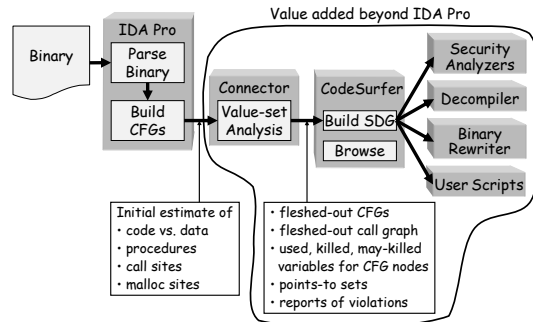 Value added beyond IDA Pro
IDA Pro
Binary
Parse
Binary
Build
CFGs
Connector
Value-set
Analysis
CodeSurfer
Build SDG
Browse
Security
Analyzers
Decompiler
Binary
Rewriter
User Scripts
Initial estimate of
• code vs. data
• procedures
• call sites
• malloc sites
• fleshed-out CFGs
• fleshed-out call graph
• used, killed, may-killed
variables for CFG nodes
• points-to sets
• reports of violations